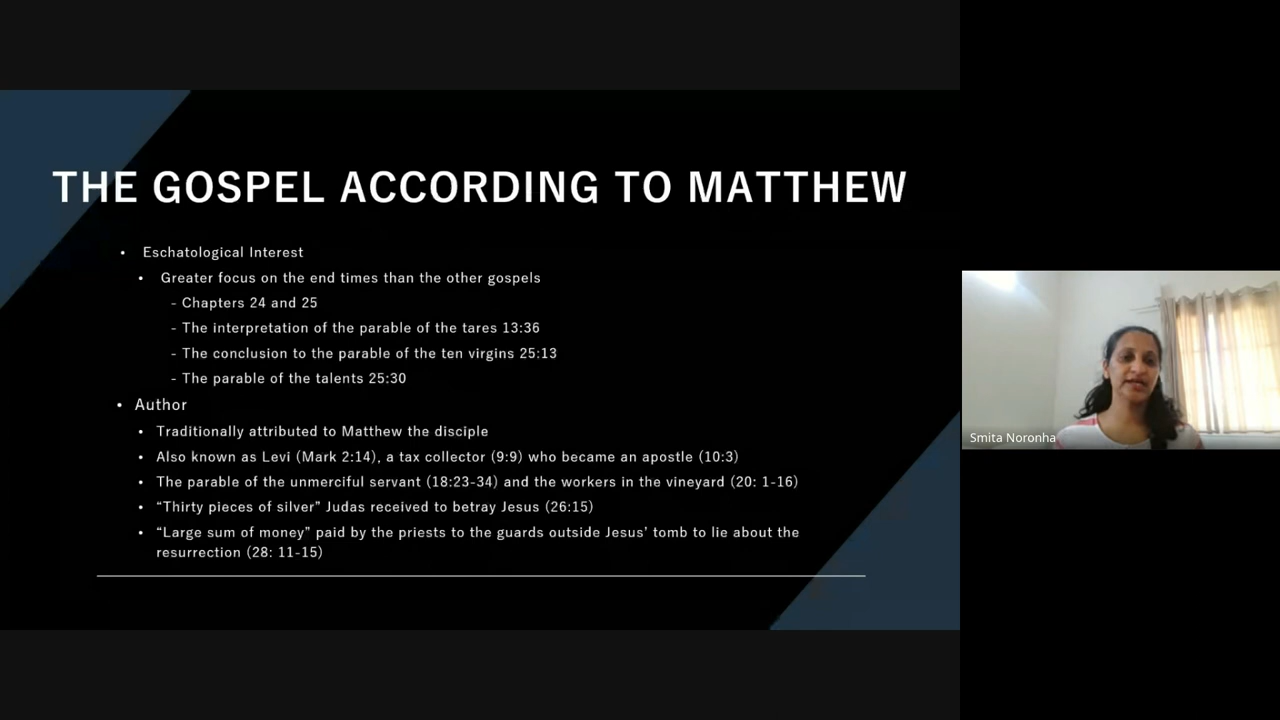 THE GOSPEL ACCORDING TO MATTHEW
• Eschatological Interest
• Greater focus on the end times than the other gospels
- Chapters 24 and 25
- The interpretation of the parable of the tares 13:36
- The conclusion to the parable of the ten virgins 25:13
- The parable of the talents 25:30
• Author
• Traditionally attributed to Matthew the disciple
• Also known as Levi (Mark 2:14), a tax collector (9:9) who became an apostle (10:3)
• The parable of the unmerciful servant (18:23-34) and the workers in the vineyard (20: 1-16)
• “Thirty pieces of silver” Judas received to betray Jesus (26:15)
• “Large sum of money” paid by the priests to the guards outside Jesus’ tomb to lie about the
resurrection (28: 11-15)
Smita Noronha